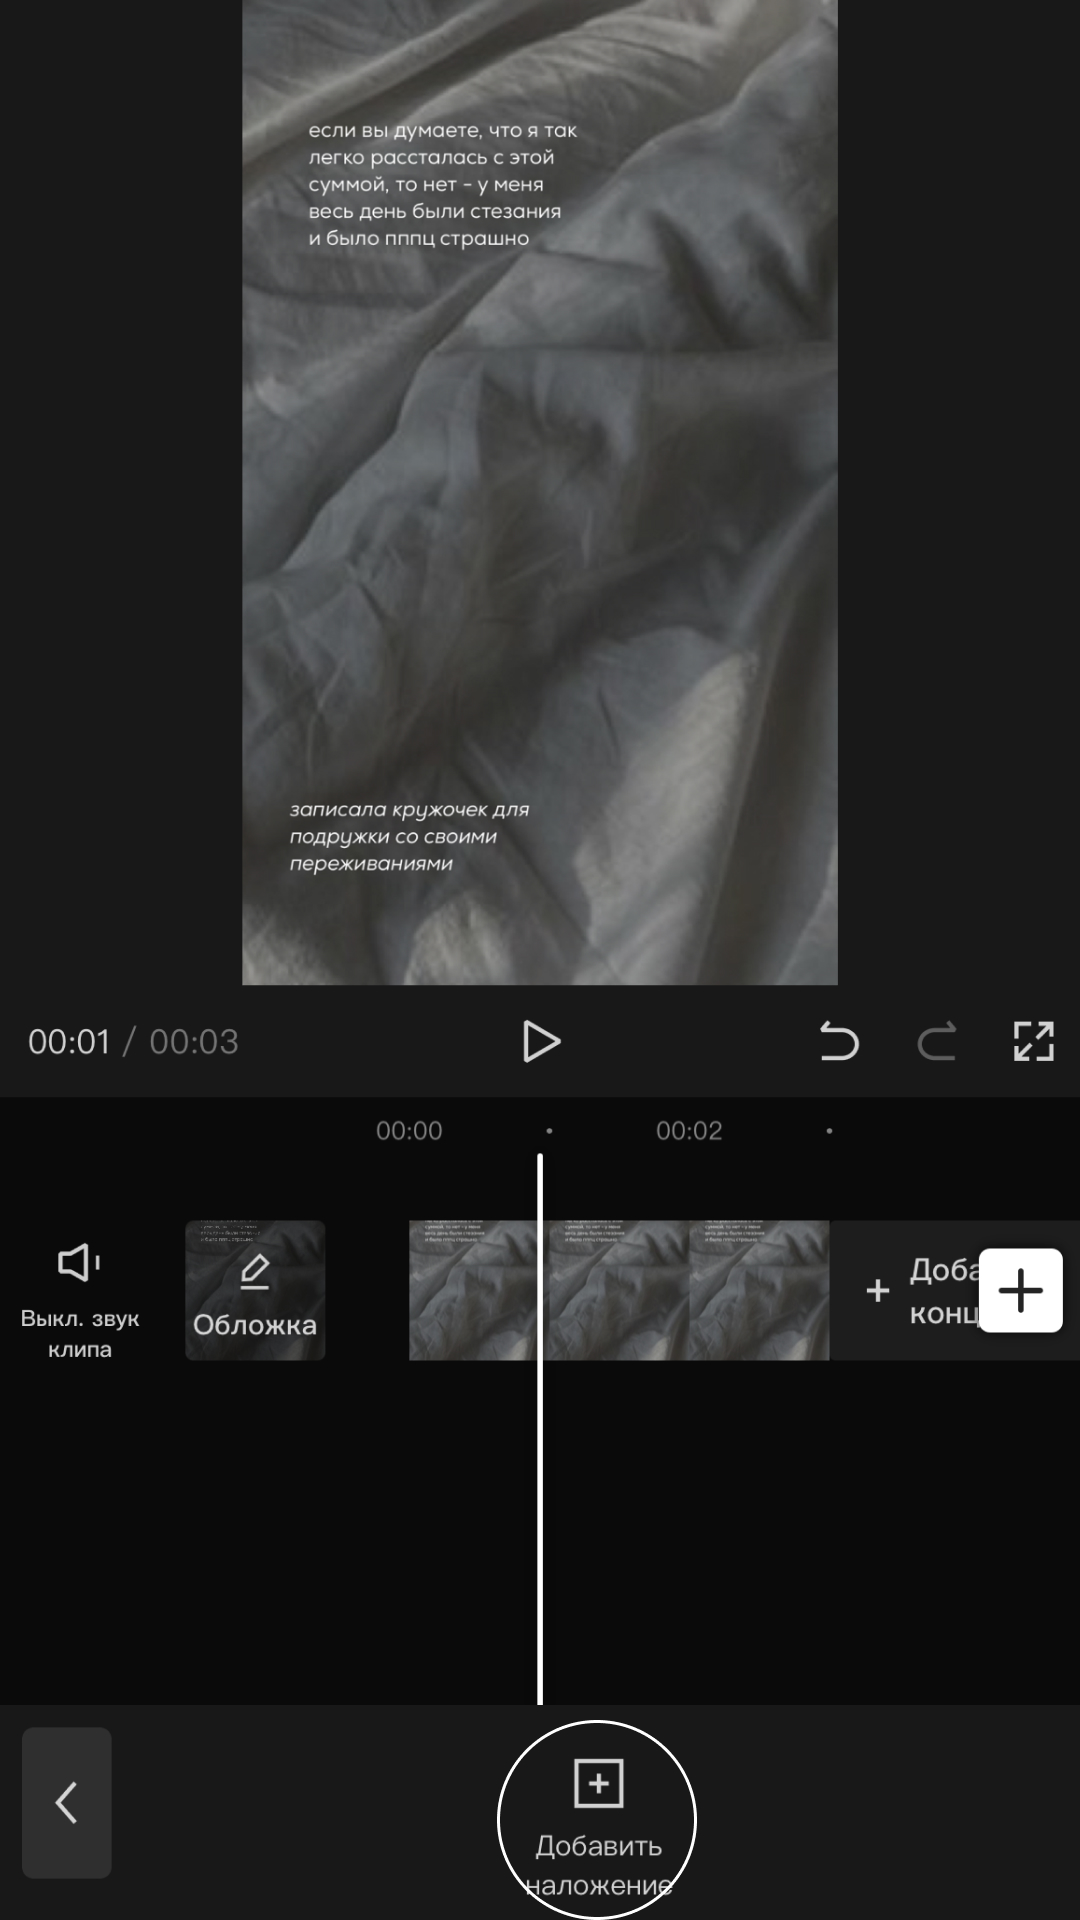 если вы думаете, что я так
легко рассталась с этой
суммой, то нет - у меня
весь день были стезания
и было пппц страшно
записала кружочек для
подружки со своими
переживаниями
00:01 / 00:03
00:00
00:02
Выкл. звук
клипа
Обложка
+ Доба
конц
Добавить
наложение